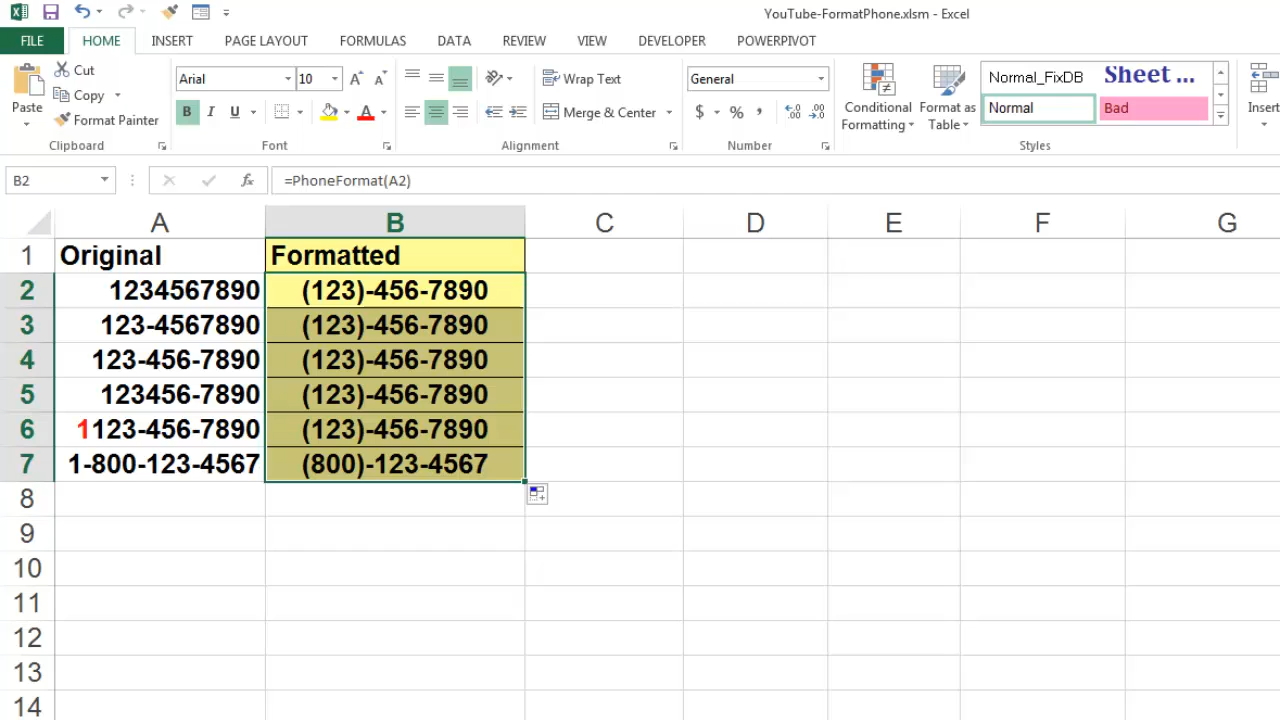 YouTube-FormatPhone.xlsm - Excel
FILE HOME INSERT PAGE LAYOUT FORMULAS DATA REVIEW VIEW DEVELOPER POWERPIVOT
Paste
Cut
Copy
Format Painter
Clipboard
Arial 10
B I U A
Font
Wrap Text
Merge & Center
Alignment
General
$ % ,
Number
Conditional Formatting
Format as Table
Normal_FixDB Sheet ...
Normal Bad
Styles
Insert
B2 fx =PhoneFormat(A2)
A B C D E F G
1 Original Formatted
2 1234567890 (123)-456-7890
3 123-4567890 (123)-456-7890
4 123-456-7890 (123)-456-7890
5 123456-7890 (123)-456-7890
6 1123-456-7890 (123)-456-7890
7 1-800-123-4567 (800)-123-4567
8
9
10
11
12
13
14